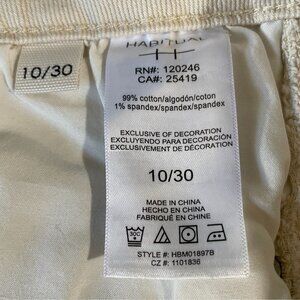 HABITUAL
RN#: 120246
CA#: 25419
99% cotton/algodón/coton
1% spandex/spandex/spandex
EXCLUSIVE OF DECORATION
EXCLUYENDO PARA DECORACIÓN
EXCLUSIVEMENT DE DÉCORATION
10/30
10/30
MADE IN CHINA
HECHO EN CHINA
FABRIQUÉ EN CHINE
30C
STYLE #: HBM01897B
CZ #: 1101836